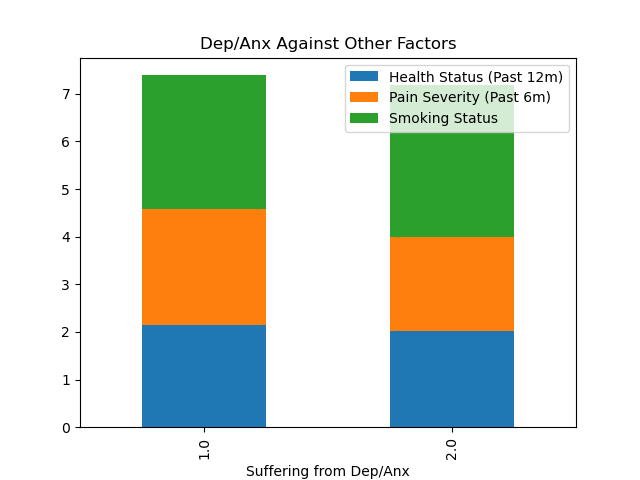 Dep/Anx Against Other Factors
Health Status (Past 12m)
Pain Severity (Past 6m)
Smoking Status
7
6
5
4
3
2
1
0
1.0
2.0
Suffering from Dep/Anx